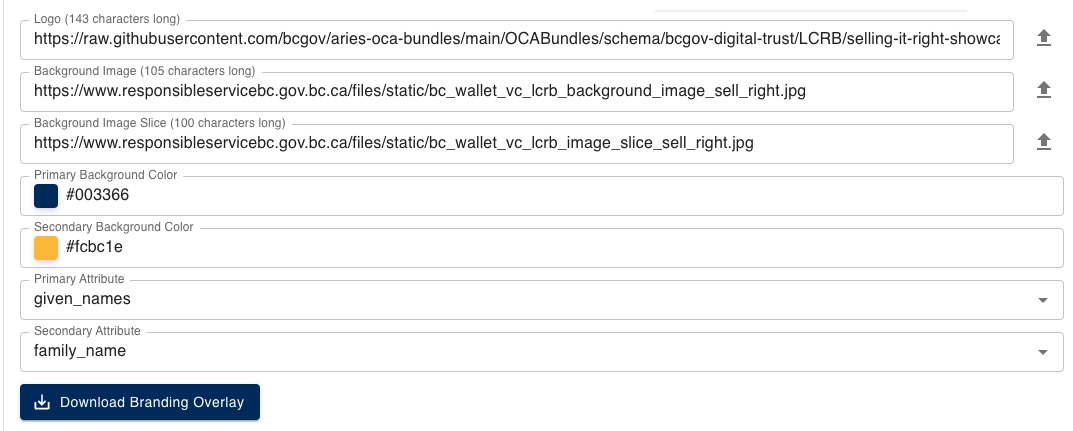 Logo (143 characters long)
https://raw.githubusercontent.com/bcgov/aries-oca-bundles/main/OCABundles/schema/bcgov-digital-trust/LCRB/selling-it-right-showca
Background Image (105 characters long)
https://www.responsibleservicebc.gov.bc.ca/files/static/bc_wallet_vc_lcrb_background_image_sell_right.jpg
Background Image Slice (100 characters long)
https://www.responsibleservicebc.gov.bc.ca/files/static/bc_wallet_vc_lcrb_image_slice_sell_right.jpg
Primary Background Color
#003366
Secondary Background Color
#fcbc1e
Primary Attribute
given_names
Secondary Attribute
family_name
Download Branding Overlay